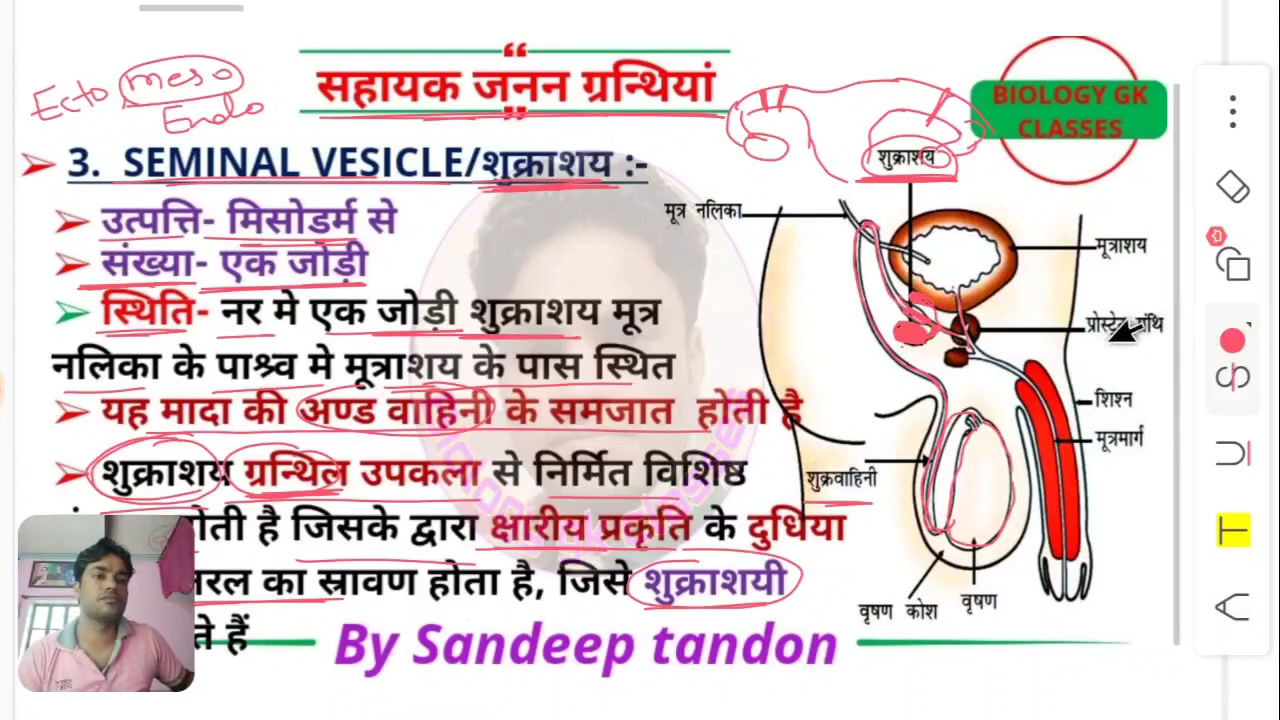 Ecto meso
Endo
“
सहायक जनन ग्रन्थियां
”
BIOLOGY GK
CLASSES
3. SEMINAL VESICLE/शुक्राशय :-
उत्पत्ति- मिसोडर्म से
संख्या- एक जोड़ी
स्थिति- नर मे एक जोड़ी शुक्राशय मूत्र
नलिका के पाश्र्व मे मूत्राशय के पास स्थित
यह मादा की अण्ड वाहिनी के समजात होती है
शुक्राशय ग्रन्थिल उपकला से निर्मित विशिष्ठ
होती है जिसके द्वारा क्षारीय प्रकृति के दुधिया
का स्रावण होता है, जिसे शुक्राशयी
हैं
By Sandeep tandon
शुक्राशय
मूत्र नलिका
मूत्राशय
प्रोस्टेट ग्रंथि
शिश्न
मूत्रमार्ग
शुक्रवाहिनी
वृषण कोश
वृषण